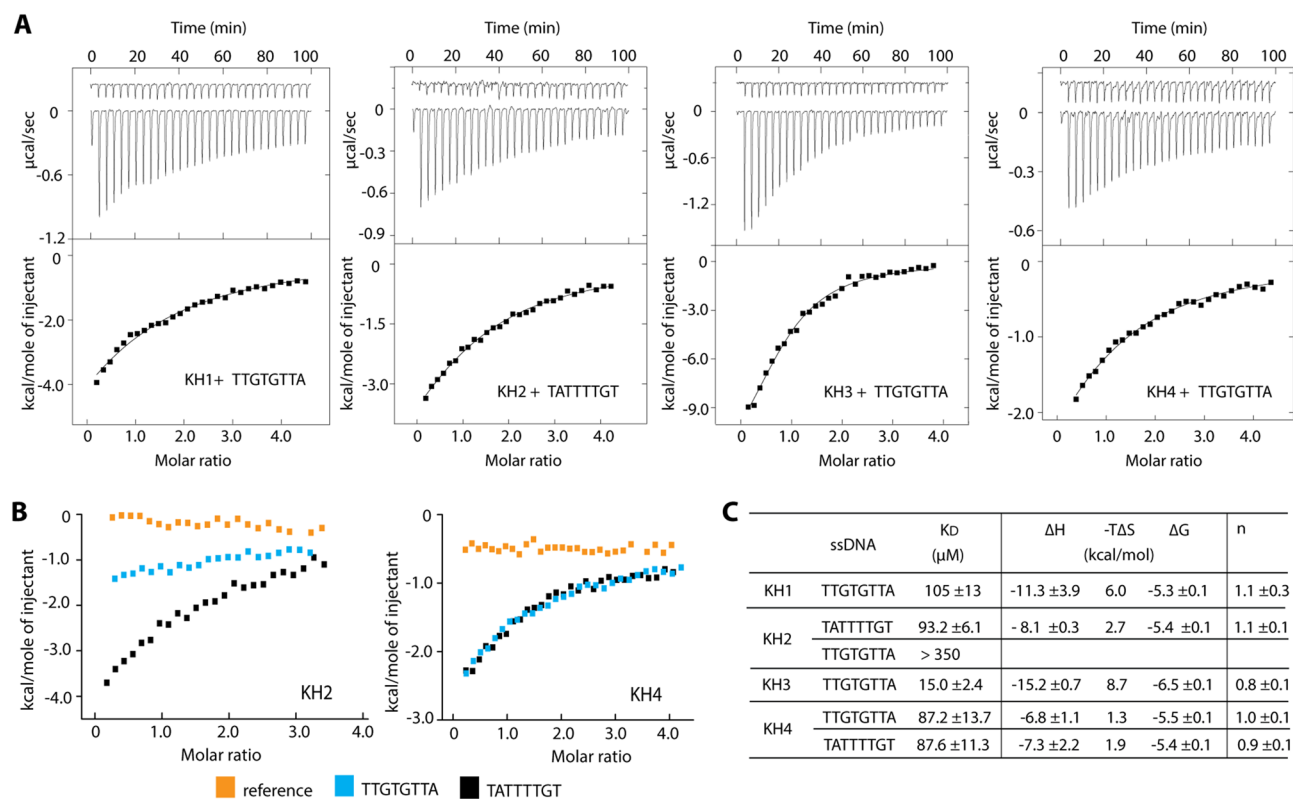 A
Time (min)
0 20 40 60 80 100
0
-0.6
-1.2
µcal/sec
0
-2.0
-4.0
kcal/mole of injectant
KH1+ TTGTGTTA
0 1.0 2.0 3.0 4.0
Molar ratio
Time (min)
0 20 40 60 80 100
0
-0.3
-0.6
-0.9
µcal/sec
0
-1.5
-3.0
kcal/mole of injectant
KH2 + TATTTTGT
0 1.0 2.0 3.0 4.0
Molar ratio
Time (min)
0 20 40 60 80 100
0
-0.6
-1.2
µcal/sec
0
-3.0
-6.0
-9.0
kcal/mole of injectant
KH3 + TTGTGTTA
0 1.0 2.0 3.0 4.0
Molar ratio
Time (min)
0 20 40 60 80 100
0
-0.3
-0.6
µcal/sec
0
-1.0
-2.0
kcal/mole of injectant
KH4 + TTGTGTTA
0 1.0 2.0 3.0 4.0
Molar ratio
B
0
-1.0
-2.0
-3.0
-4.0
kcal/mole of injectant
KH2
0 1.0 2.0 3.0 4.0
Molar ratio
0
-1.0
-2.0
-3.0
kcal/mole of injectant
KH4
0 1.0 2.0 3.0 4.0
Molar ratio
reference TTGTGTTA TATTTTGT
C
ssDNA KD (µM) ΔH -TΔS ΔG n
(kcal/mol)
KH1 TTGTGTTA 105 ±13 -11.3 ±3.9 6.0 -5.3 ±0.1 1.1 ±0.3
KH2 TATTTTGT 93.2 ±6.1 - 8.1 ±0.3 2.7 -5.4 ±0.1 1.1 ±0.1
TTGTGTTA > 350
KH3 TTGTGTTA 15.0 ±2.4 -15.2 ±0.7 8.7 -6.5 ±0.1 0.8 ±0.1
KH4 TTGTGTTA 87.2 ±13.7 -6.8 ±1.1 1.3 -5.5 ±0.1 1.0 ±0.1
TATTTTGT 87.6 ±11.3 -7.3 ±2.2 1.9 -5.4 ±0.1 0.9 ±0.1